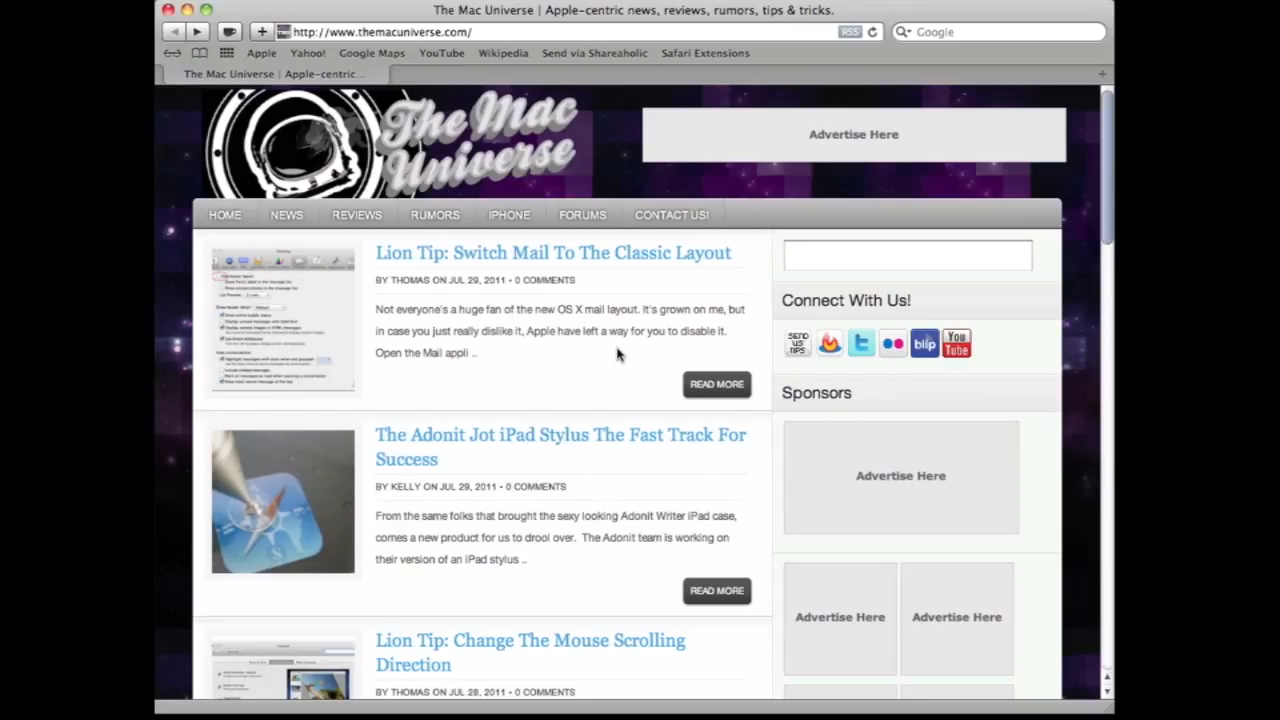 The Mac Universe | Apple-centric news, reviews, rumors, tips & tricks.
http://www.themacuniverse.com/
RSS
Google
Apple Yahoo! Google Maps YouTube Wikipedia Send via Shareaholic Safari Extensions
The Mac Universe | Apple-centric...
The Mac
Universe
Advertise Here
HOME NEWS REVIEWS RUMORS IPHONE FORUMS CONTACT US!
Lion Tip: Switch Mail To The Classic Layout
BY THOMAS ON JUL 29, 2011 - 0 COMMENTS
Not everyone's a huge fan of the new OS X mail layout. It's grown on me, but
in case you just really dislike it, Apple have left a way for you to disable it.
Open the Mail appli ..
READ MORE
The Adonit Jot iPad Stylus The Fast Track For
Success
BY KELLY ON JUL 29, 2011 - 0 COMMENTS
From the same folks that brought the sexy looking Adonit Writer iPad case,
comes a new product for us to drool over. The Adonit team is working on
their version of an iPad stylus ..
READ MORE
Lion Tip: Change The Mouse Scrolling
Direction
BY THOMAS ON JUL 28, 2011 - 0 COMMENTS
Connect With Us!
SEND
US
TIPS
blip
You
Tube
Sponsors
Advertise Here
Advertise Here
Advertise Here